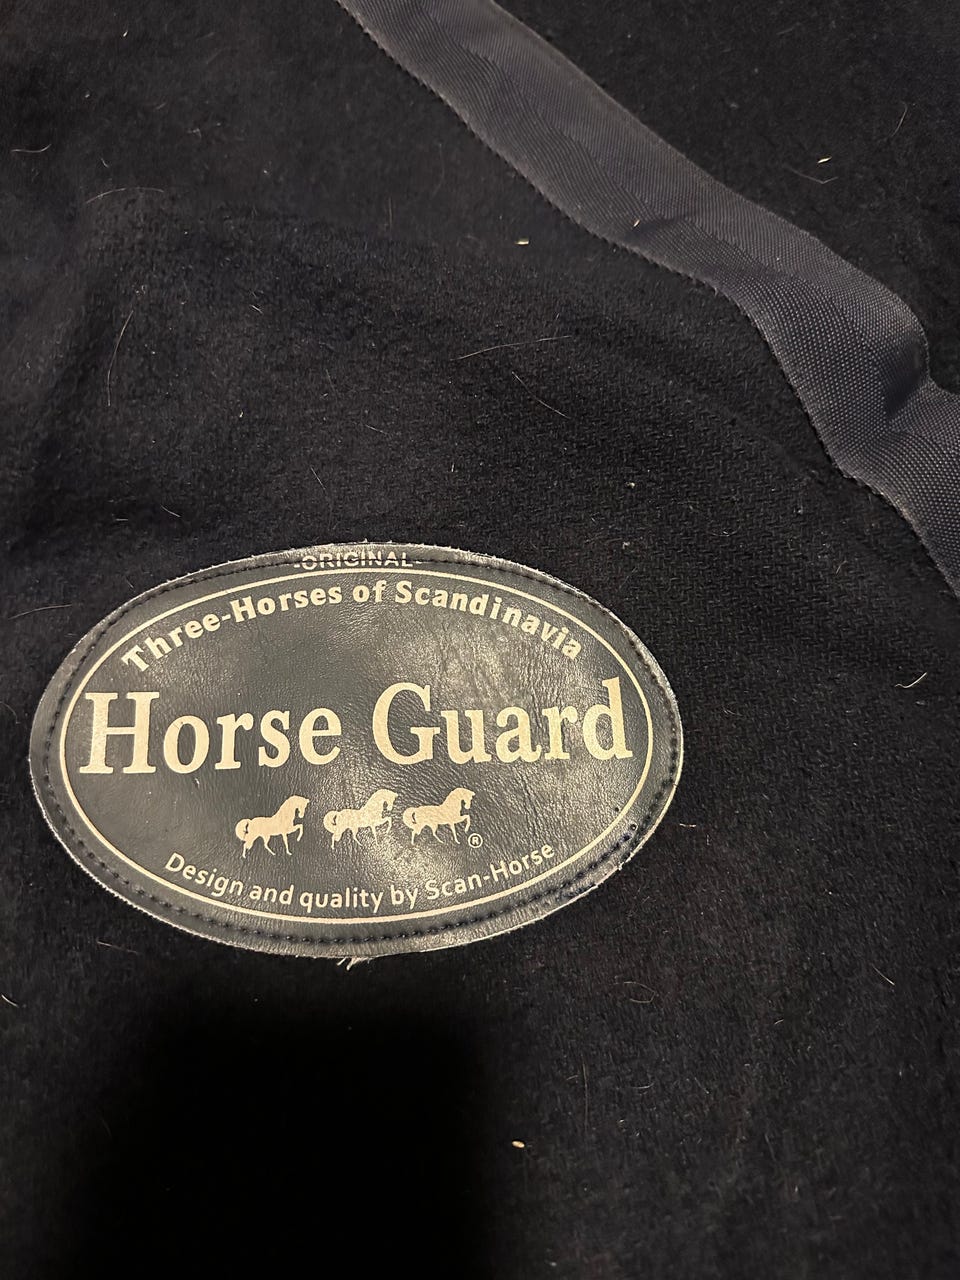 -ORIGINAL-
Three-Horses of Scandinavia
Horse Guard
®
Design and quality by Scan-Horse